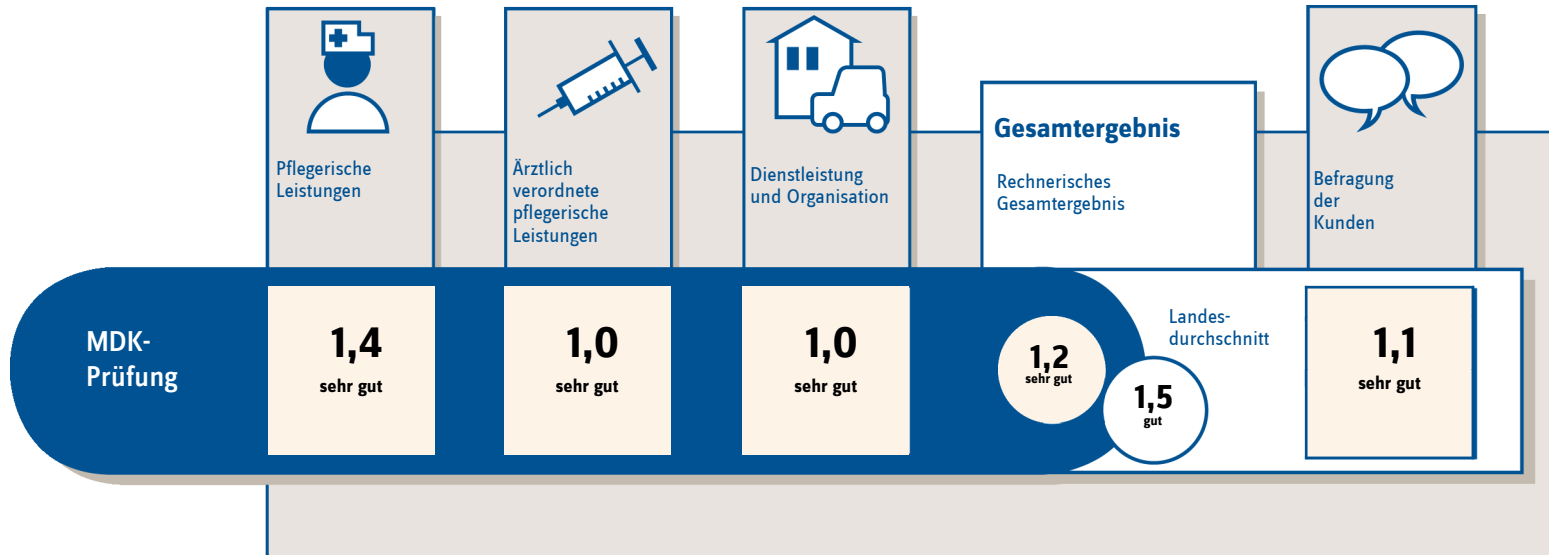 Pflegerische
Leistungen
Ärztlich
verordnete
pflegerische
Leistungen
Dienstleistung
und Organisation
Gesamtergebnis
Rechnerisches
Gesamtergebnis
Befragung
der
Kunden
MDK-
Prüfung
1,4
sehr gut
1,0
sehr gut
1,0
sehr gut
1,2
sehr gut
Landes-
durchschnitt
1,5
gut
1,1
sehr gut